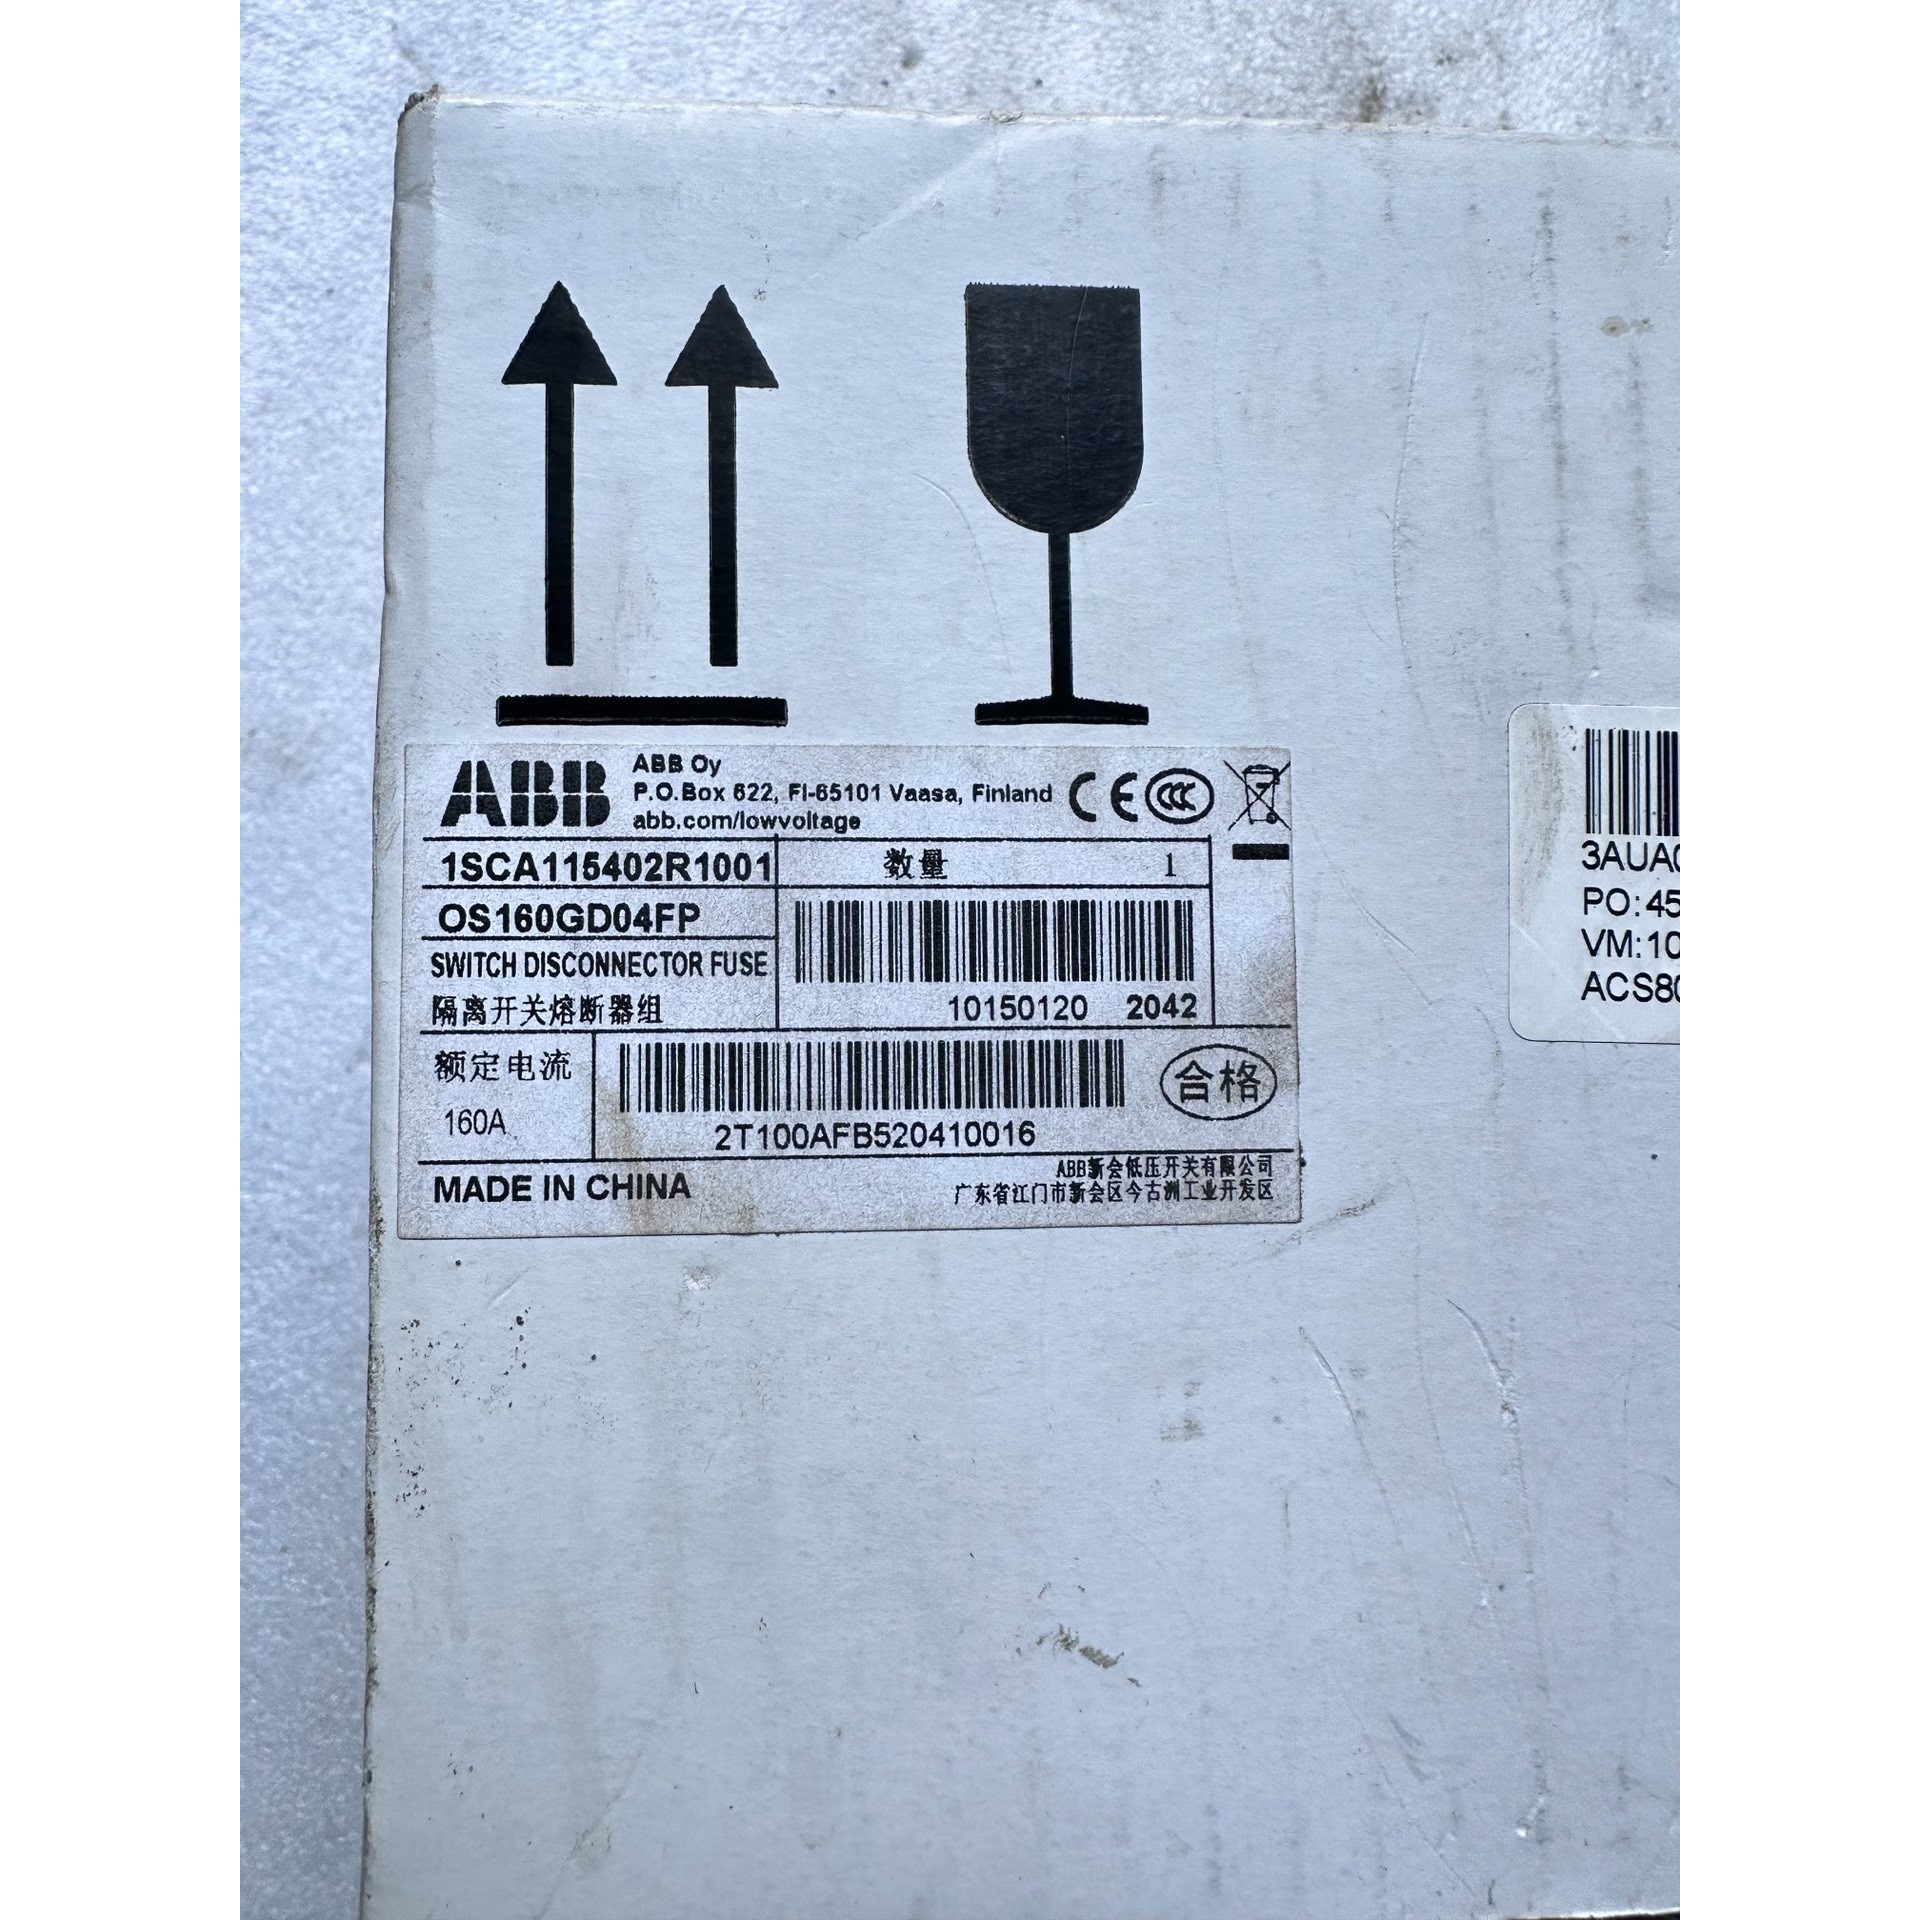 ABB
ABB Oy
P.O.Box 622, FI-65101 Vaasa, Finland
abb.com/lowvoltage
CE CCC
1SCA115402R1001
数量 1
OS160GD04FP
SWITCH DISCONNECTOR FUSE
隔离开关熔断器组
10150120 2042
额定电流
160A
2T100AFB520410016
合格
MADE IN CHINA
ABB新会低压开关有限公司
广东省江门市新会区今古洲工业开发区
3AUA0
PO:45
VM:10
ACS80